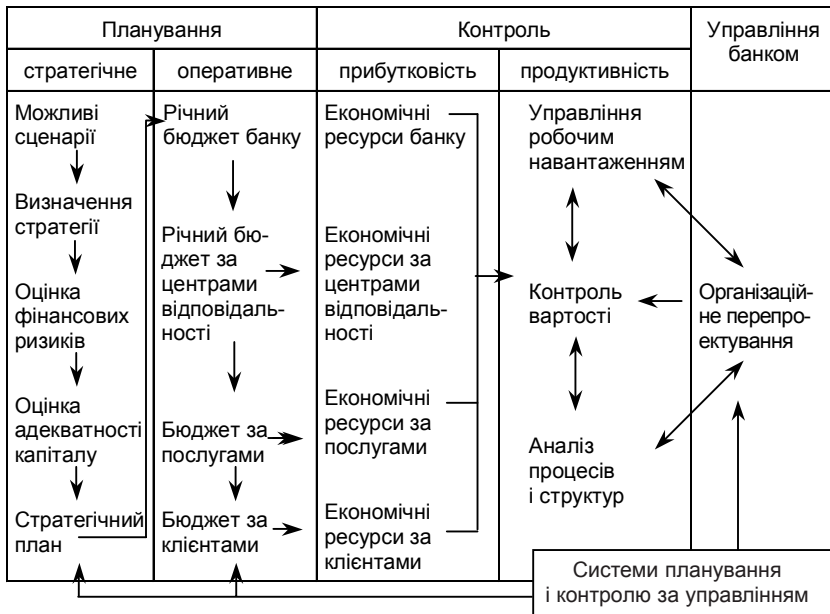 Планування
Контроль
Управління
банком
стратегічне
оперативне
прибутковість
продуктивність
Можливі
сценарії
Визначення
стратегії
Оцінка
фінансових
ризиків
Оцінка
адекватності
капіталу
Стратегічний
план
Річний
бюджет банку
Річний бю-
джет за
центрами
відповідаль-
ності
Бюджет за
послугами
Бюджет за
клієнтами
Економічні
ресурси банку
Економічні
ресурси за
центрами
відповідаль-
ності
Економічні
ресурси за
послугами
Економічні
ресурси за
клієнтами
Управління
робочим
навантаженням
Контроль
вартості
Аналіз
процесів
і структур
Організацій-
не перепро-
ектування
Системи планування
і контролю за управлінням